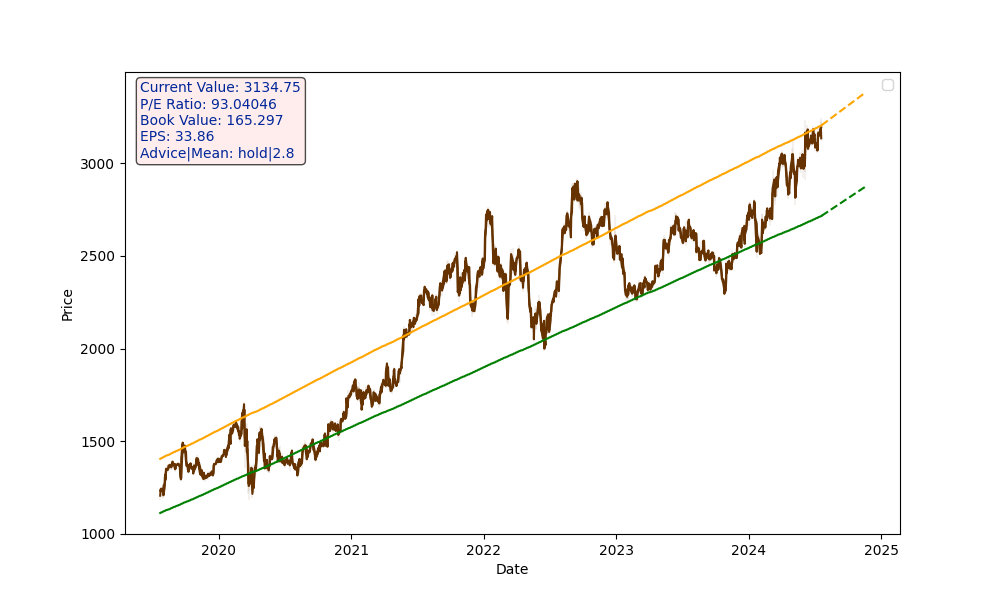 Current Value: 3134.75
P/E Ratio: 93.04046
Book Value: 165.297
EPS: 33.86
Advice|Mean: hold|2.8
3000
2500
2000
1500
1000
Price
2020 2021 2022 2023 2024 2025
Date